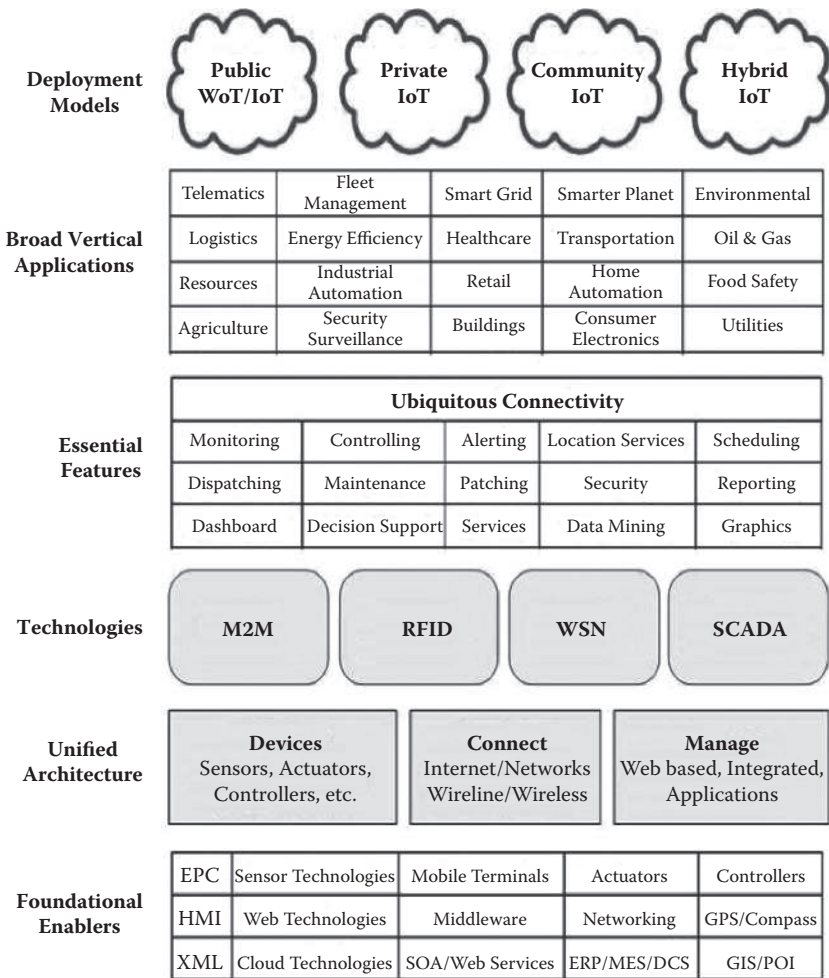 Deployment
Models
Public
WoT/IoT
Private
IoT
Community
IoT
Hybrid
IoT
Broad Vertical
Applications
Telematics
Fleet
Management
Smart Grid
Smarter Planet
Environmental
Logistics
Energy Efficiency
Healthcare
Transportation
Oil & Gas
Resources
Industrial
Automation
Retail
Home
Automation
Food Safety
Agriculture
Security
Surveillance
Buildings
Consumer
Electronics
Utilities
Essential
Features
Ubiquitous Connectivity
Monitoring
Controlling
Alerting
Location Services
Scheduling
Dispatching
Maintenance
Patching
Security
Reporting
Dashboard
Decision Support
Services
Data Mining
Graphics
Technologies
M2M
RFID
WSN
SCADA
Unified
Architecture
Devices
Sensors, Actuators,
Controllers, etc.
Connect
Internet/Networks
Wireline/Wireless
Manage
Web based, Integrated,
Applications
Foundational
Enablers
EPC
Sensor Technologies
Mobile Terminals
Actuators
Controllers
HMI
Web Technologies
Middleware
Networking
GPS/Compass
XML
Cloud Technologies
SOA/Web Services
ERP/MES/DCS
GIS/POI